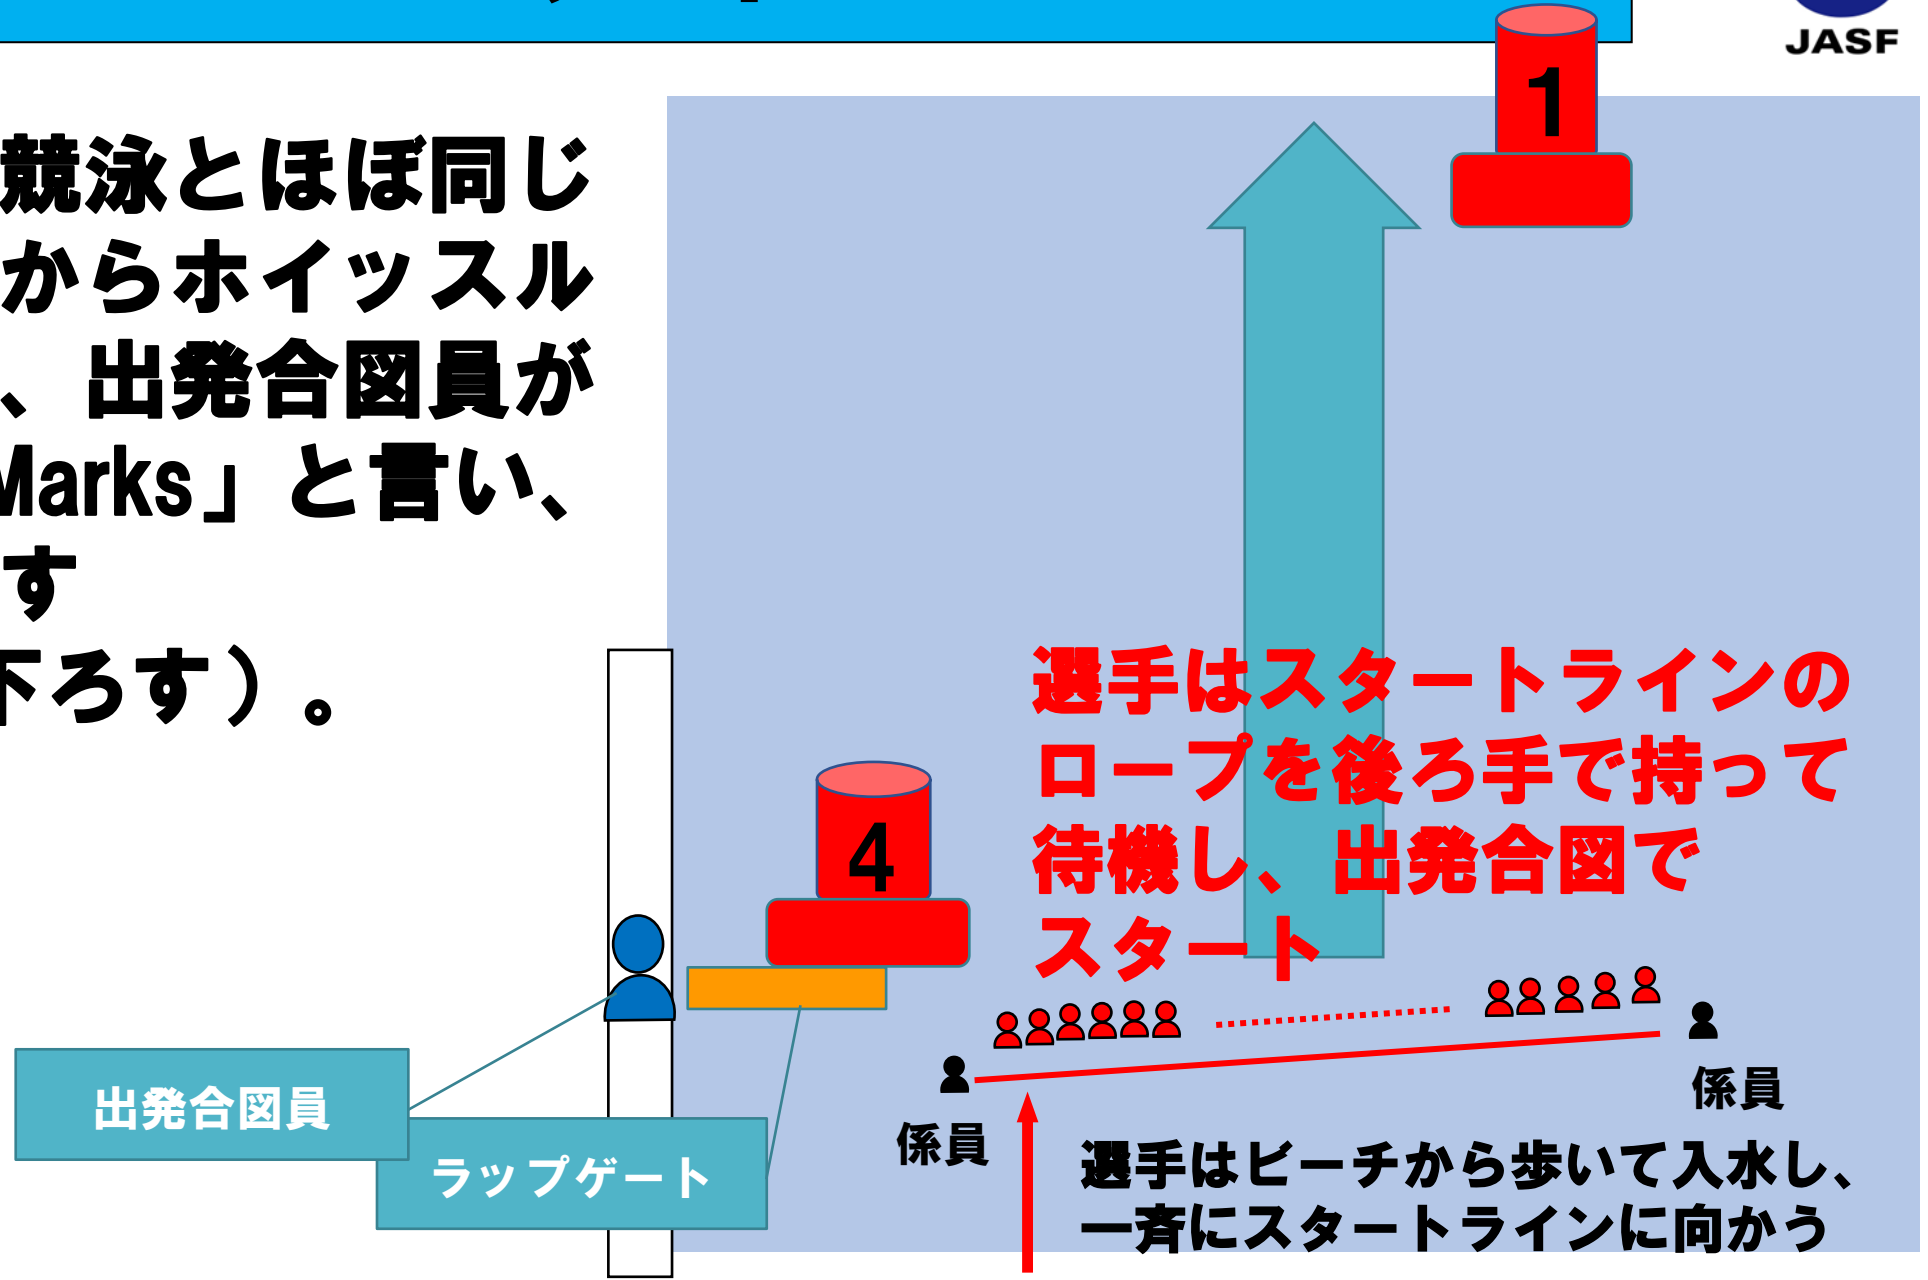 JASF
1
競泳とほぼ同じ
からホイッスル
、出発合図員が
Marks」と言い、
す
下ろす）。
選手はスタートラインの
ロープを後ろ手で持って
待機し、出発合図で
スタート
4
出発合図員
ラップゲート
係員
係員
選手はビーチから歩いて入水し、
一斉にスタートラインに向かう